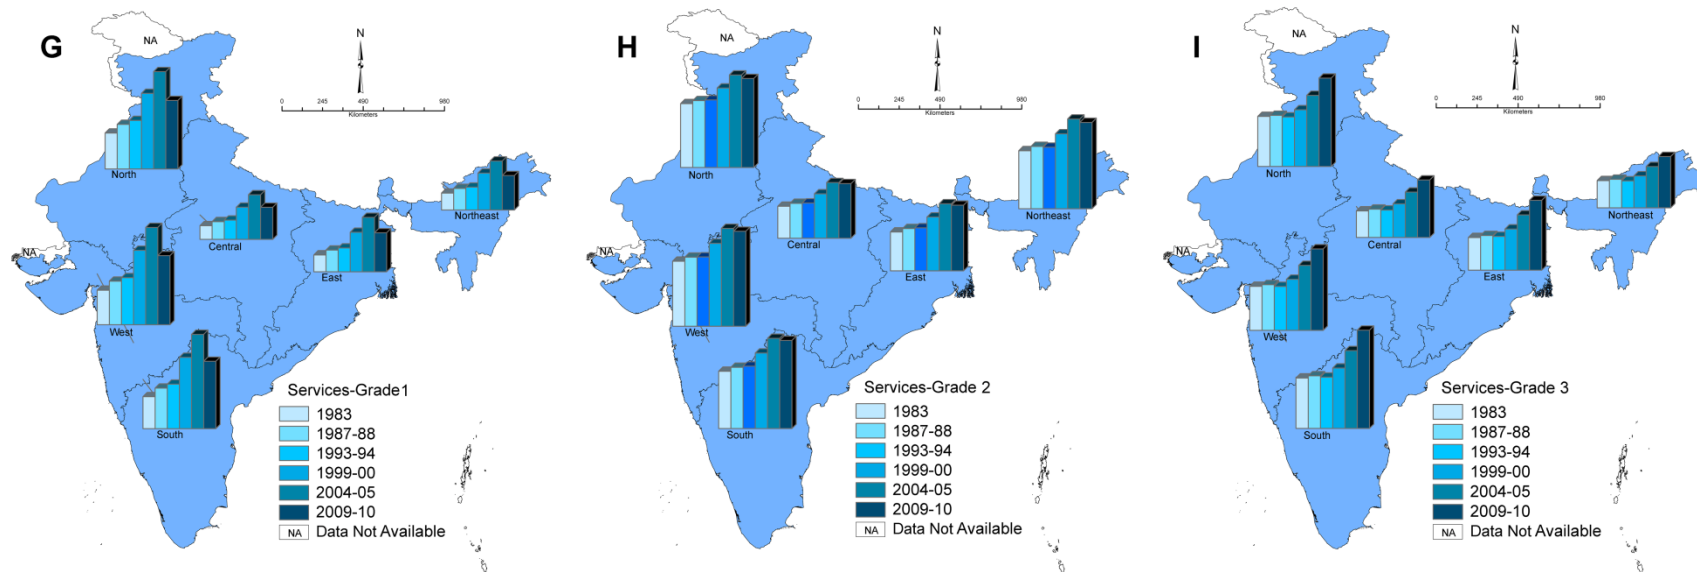 G
NA
N
0 245 490 980
Kilometers
North
Northeast
Central
East
NA
West
South
Services-Grade1
1983
1987-88
1993-94
1999-00
2004-05
2009-10
NA Data Not Available
H
NA
N
0 245 490 980
Kilometers
North
Northeast
Central
East
NA
West
South
Services-Grade 2
1983
1987-88
1993-94
1999-00
2004-05
2009-10
NA Data Not Available
I
NA
N
0 245 490 980
Kilometers
North
Northeast
Central
East
NA
West
South
Services-Grade 3
1983
1987-88
1993-94
1999-00
2004-05
2009-10
NA Data Not Available